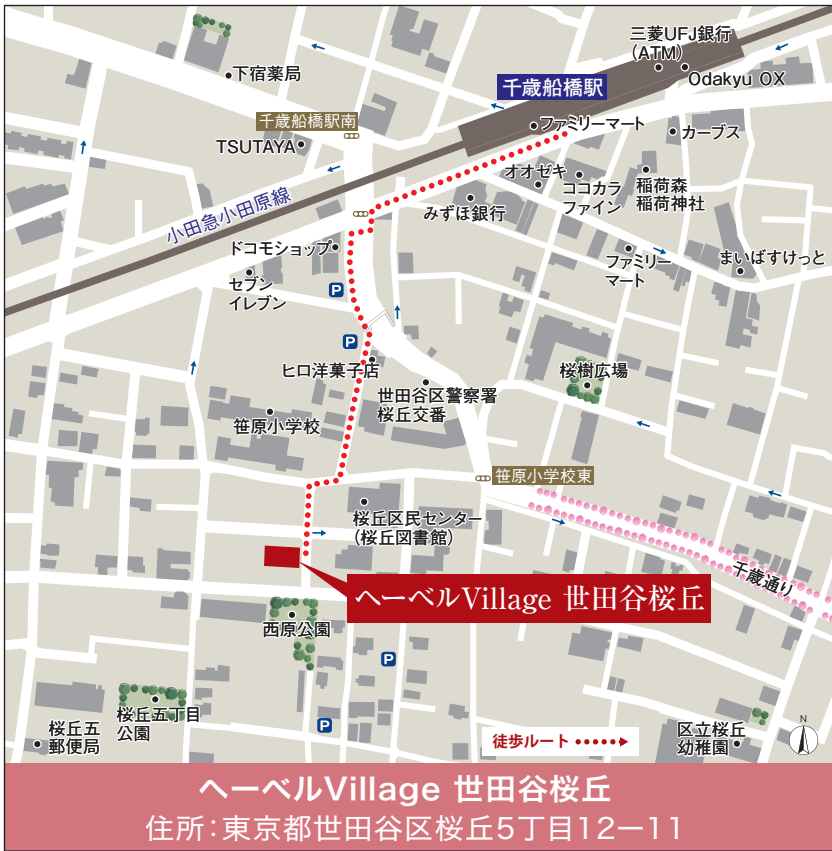 三菱UFJ銀行
(ATM)
Odakyu OX
下宿薬局
千歳船橋駅
千歳船橋駅南
ファミリーマート
カーブス
TSUTAYA
オオゼキ
ココカラ
ファイン
稲荷森
稲荷神社
みずほ銀行
小田急小田原線
ドコモショップ
ファミリー
マート
まいばすけっと
セブン
イレブン
P
P
ヒロ洋菓子店
世田谷区警察署
桜丘交番
桜樹広場
笹原小学校
笹原小学校東
桜丘区民センター
(桜丘図書館)
千歳通り
ヘーベルVillage 世田谷桜丘
西原公園
P
桜丘五丁目
公園
P
桜丘五
郵便局
徒歩ルート
区立桜丘
幼稚園
N
ヘーベルVillage 世田谷桜丘
住所:東京都世田谷区桜丘5丁目12ー11